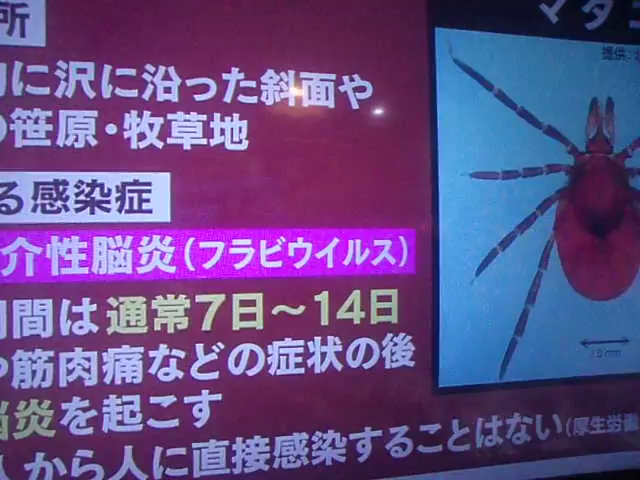 所
マダニ
提供:
に沢に沿った斜面や
笹原・牧草地
る感染症
介性脳炎(フラビウイルス)
間は通常7日～14日
や筋肉痛などの症状の後
脳炎を起こす
人から人に直接感染することはない(厚生労働